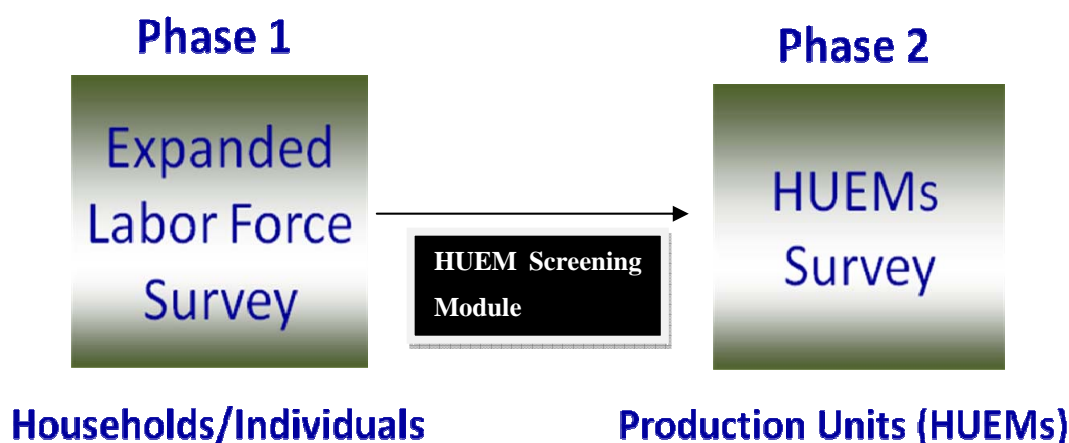 Phase 1
Expanded
Labor Force
Survey
Households/Individuals
HUEM Screening
Module
Phase 2
HUEMs
Survey
Production Units (HUEMs)